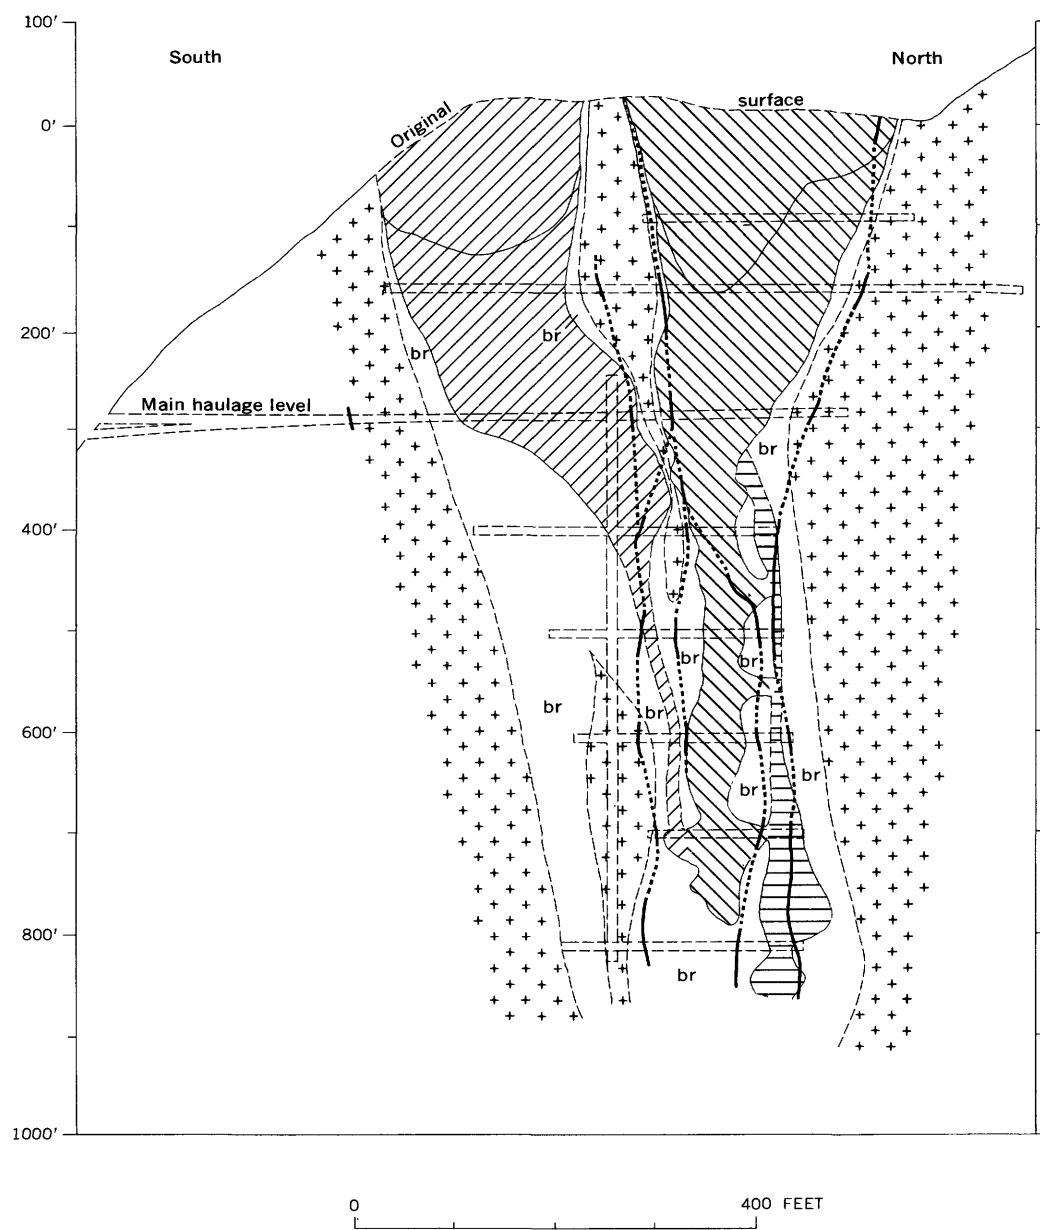 100′
South
North
surface
Original
0′
200′
br
br
Main haulage level
br
400′
br
br
br
br
600′
br
br
800′
br
1000′
0
400 FEET